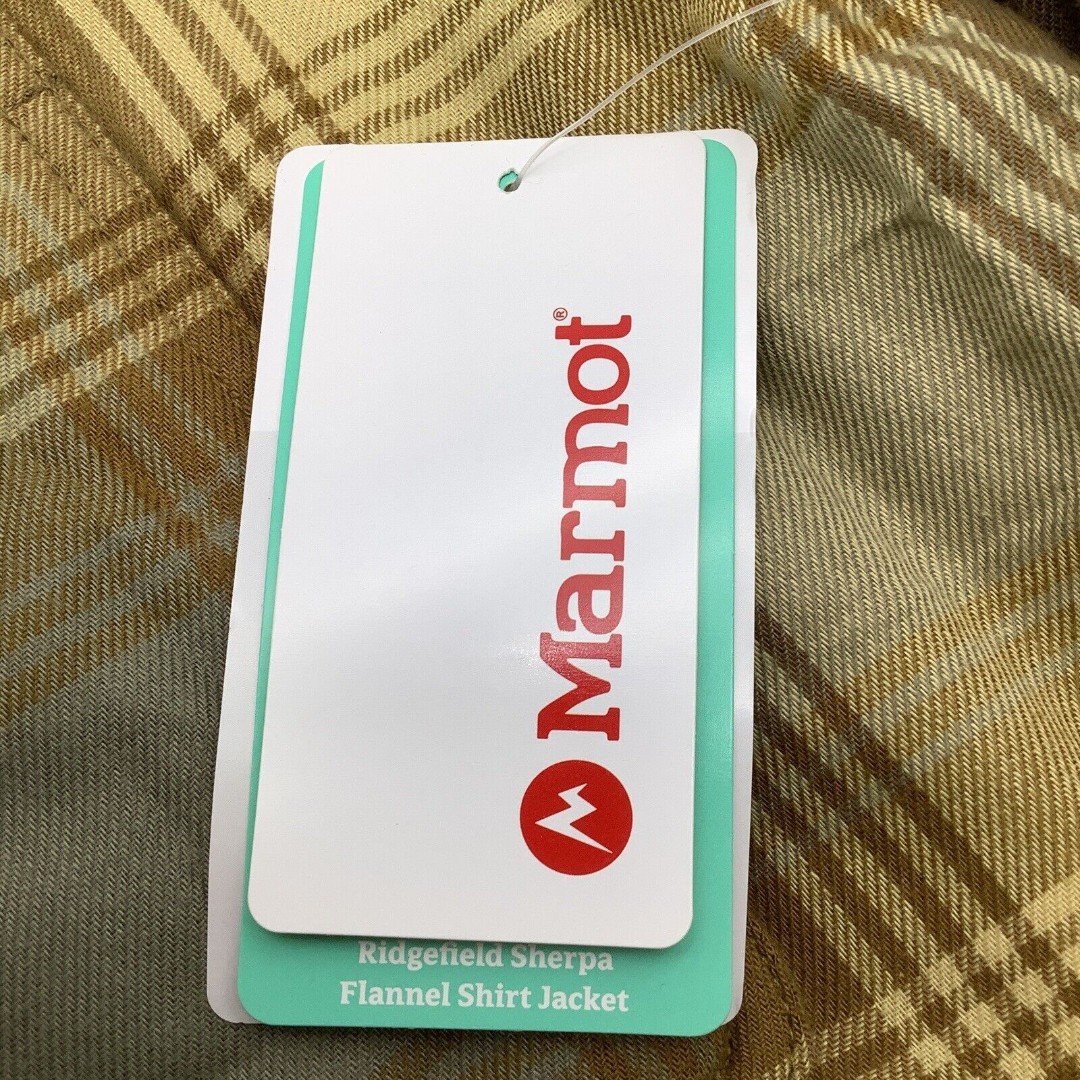 Marmot®
Ridgefield Sherpa
Flannel Shirt Jacket